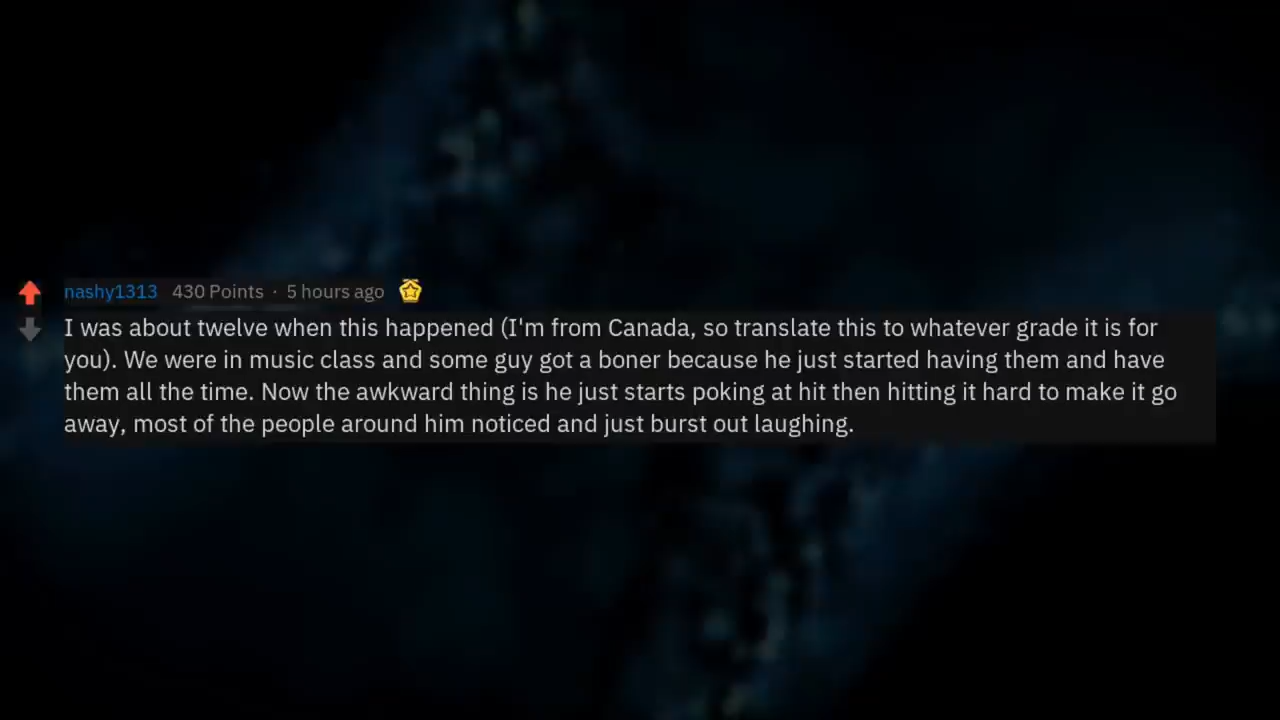 nashy1313 430 Points · 5 hours ago
I was about twelve when this happened (I'm from Canada, so translate this to whatever grade it is for
you). We were in music class and some guy got a boner because he just started having them and have
them all the time. Now the awkward thing is he just starts poking at hit then hitting it hard to make it go
away, most of the people around him noticed and just burst out laughing.